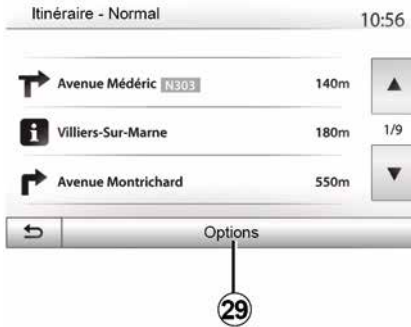 Itinéraire - Normal 10:56
Avenue Médéric N303 140m
Villiers-Sur-Marne 180m
1/9
Avenue Montrichard 550m
Options
29